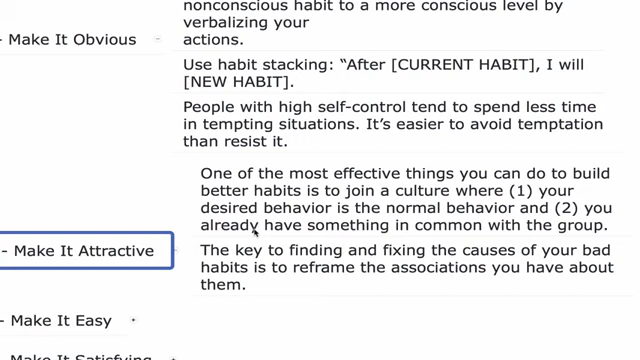 nonconscious habit to a more conscious level by
verbalizing your
actions.
- Make It Obvious
Use habit stacking: “After [CURRENT HABIT], I will
[NEW HABIT].
People with high self-control tend to spend less time
in tempting situations. It’s easier to avoid temptation
than resist it.
One of the most effective things you can do to build
better habits is to join a culture where (1) your
desired behavior is the normal behavior and (2) you
already have something in common with the group.
- Make It Attractive
The key to finding and fixing the causes of your bad
habits is to reframe the associations you have about
them.
- Make It Easy
- Make It Satisfying